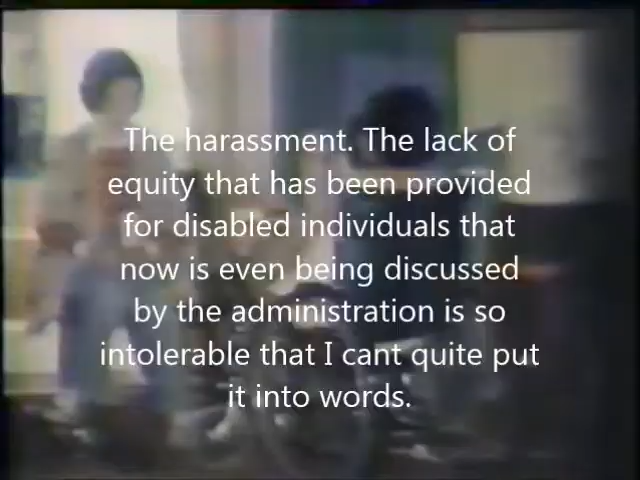 The harassment. The lack of
equity that has been provided
for disabled individuals that
now is even being discussed
by the administration is so
intolerable that I cant quite put
it into words.